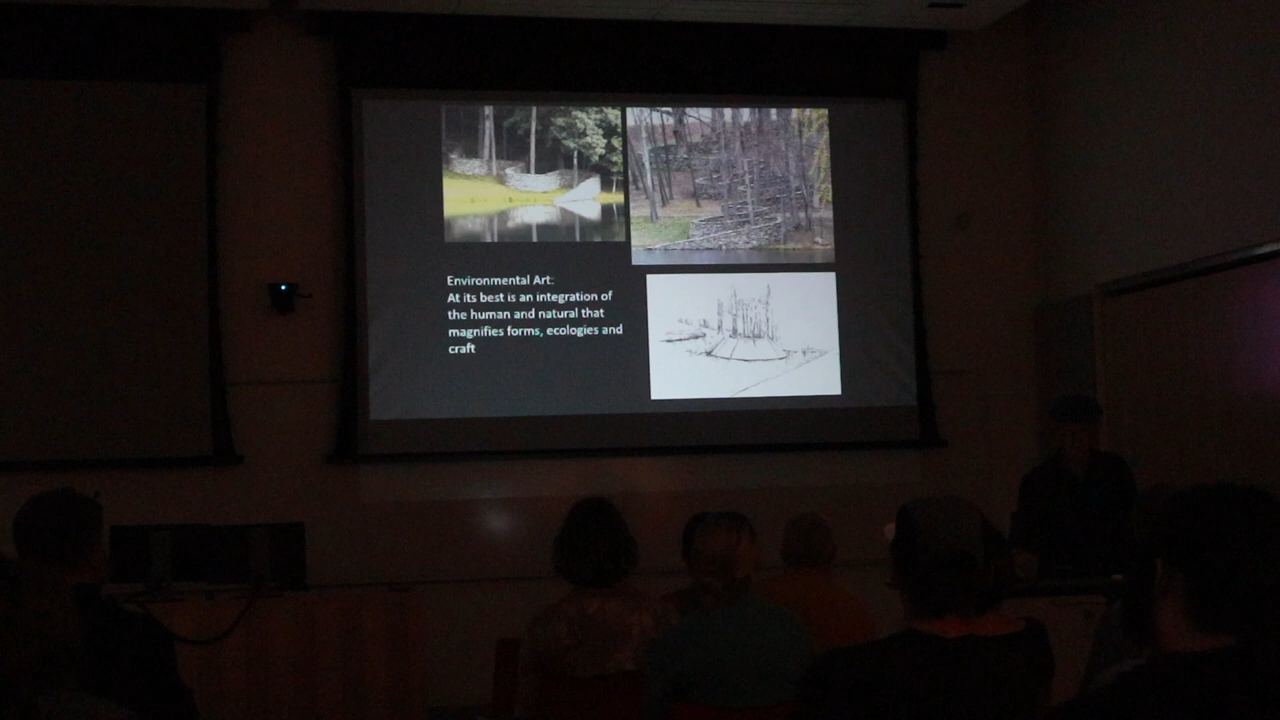 Environmental Art:
At its best is an integration of
the human and natural that
magnifies forms, ecologies and
craft